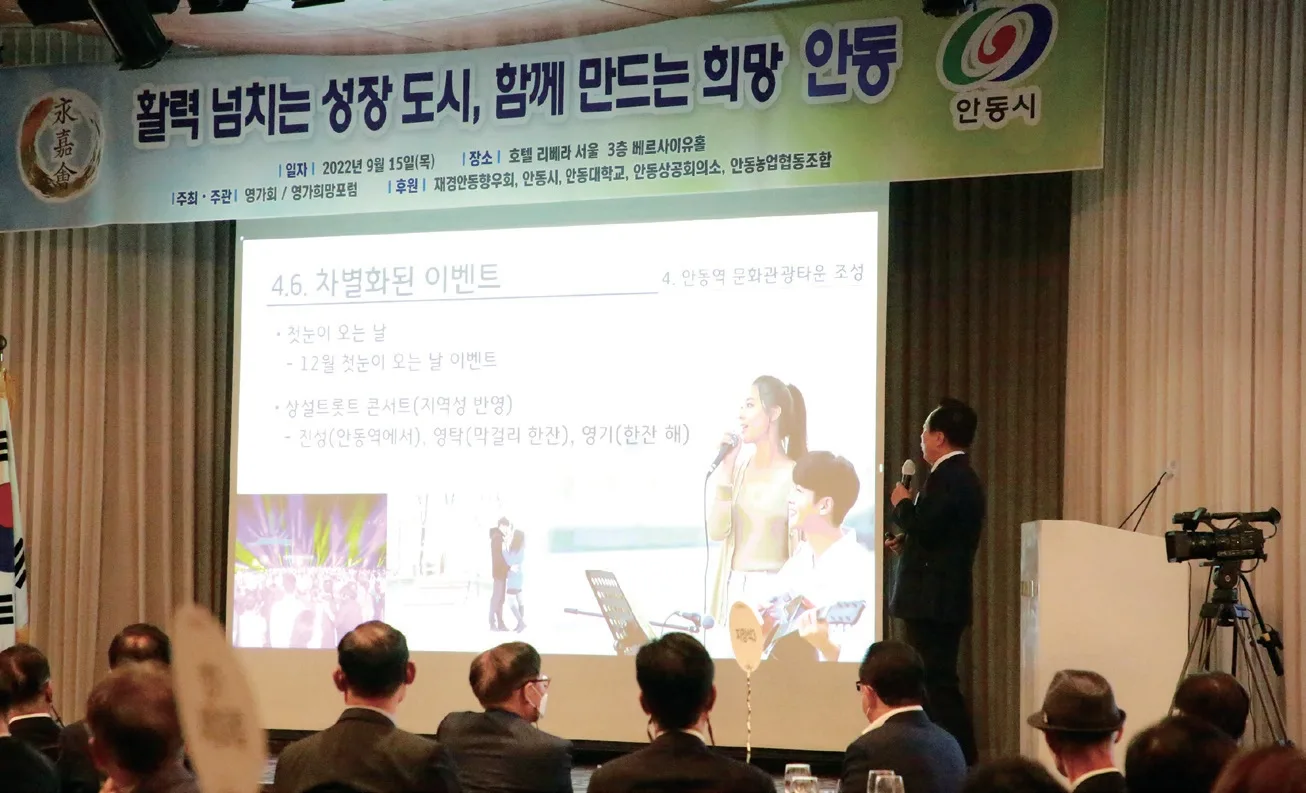 永嘉會
활력 넘치는 성장 도시, 함께 만드는 희망 안동
안동시
일자 2022년 9월 15일(목) 장소 호텔 리베라 서울 3층 베르사이유홀
주최·주관 영가회 / 영가희망포럼 후원 재경안동향우회, 안동시, 안동대학교, 안동상공회의소, 안동농업협동조합
4.6. 차별화된 이벤트
4. 안동역 문화관광타운 조성
• 첫눈이 오는 날
- 12월 첫눈이 오는 날 이벤트
• 상설트롯트 콘서트(지역성 반영)
- 진성(안동역에서), 영탁(막걸리 한잔), 영기(한잔 해)